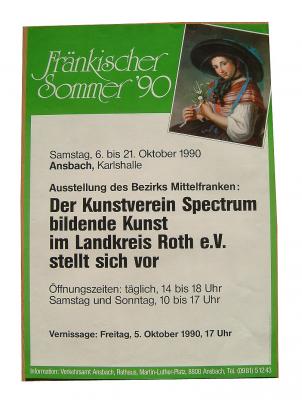 Fränkischer
Sommer '90
Samstag, 6. bis 21. Oktober 1990
Ansbach, Karlshalle
Ausstellung des Bezirks Mittelfranken:
Der Kunstverein Spectrum
bildende Kunst
im Landkreis Roth e.V.
stellt sich vor
Öffnungszeiten: täglich, 14 bis 18 Uhr
Samstag und Sonntag, 10 bis 17 Uhr
Vernissage: Freitag, 5. Oktober 1990, 17 Uhr
Information: Verkehrsamt Ansbach, Rathaus, Martin-Luther-Platz, 8800 Ansbach, Tel. (0981) 51243